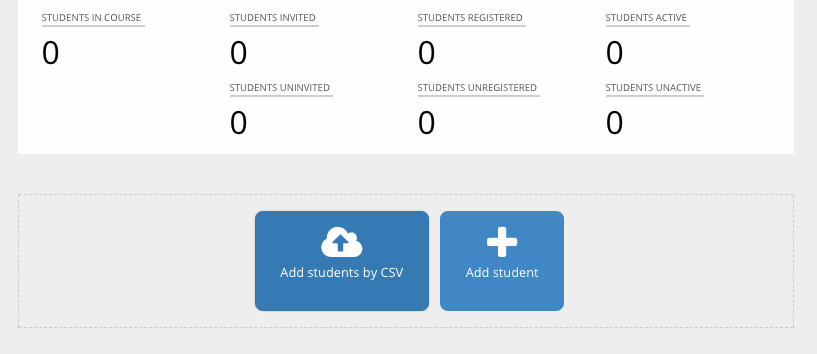 STUDENTS IN COURSE
STUDENTS INVITED
STUDENTS REGISTERED
STUDENTS ACTIVE
0
0
0
0
STUDENTS UNINVITED
STUDENTS UNREGISTERED
STUDENTS UNACTIVE
0
0
0
Add students by CSV
Add student